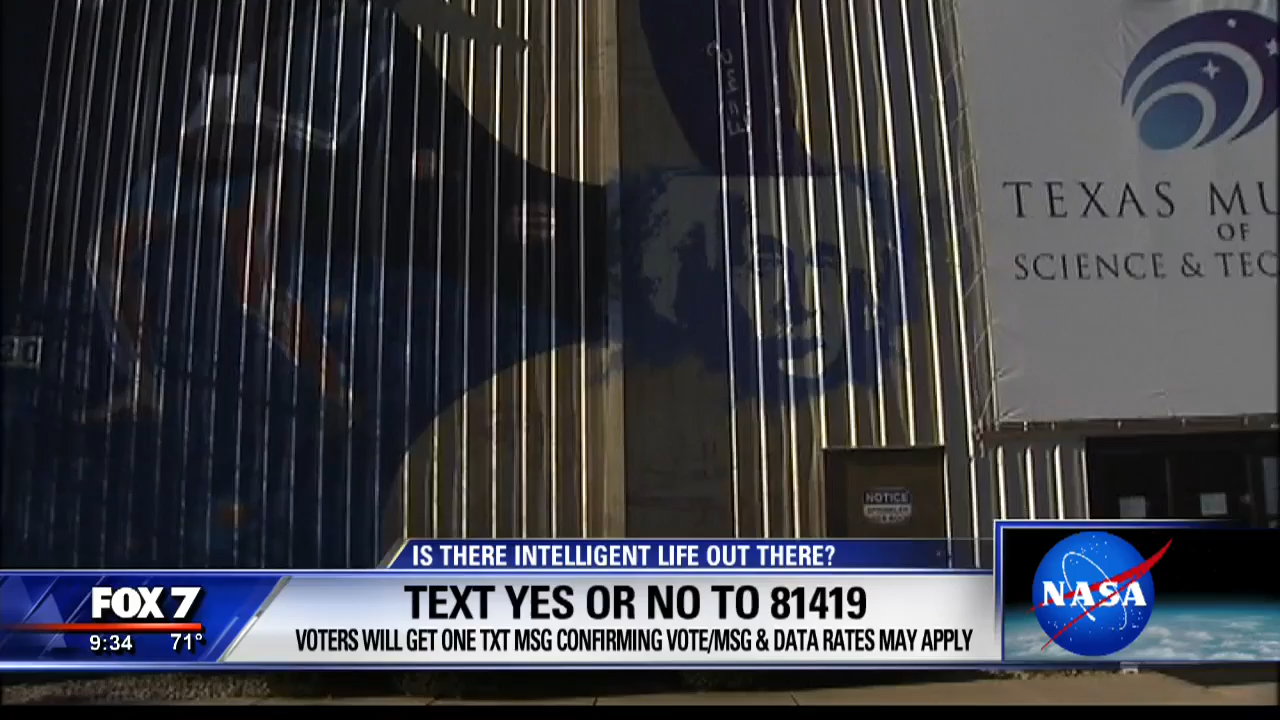 TEXAS MU
OF
SCIENCE & TEC
30
NOTICE
IS THERE INTELLIGENT LIFE OUT THERE?
TEXT YES OR NO TO 81419
VOTERS WILL GET ONE TXT MSG CONFIRMING VOTE/MSG & DATA RATES MAY APPLY
FOX 7
9:34 71°
NASA